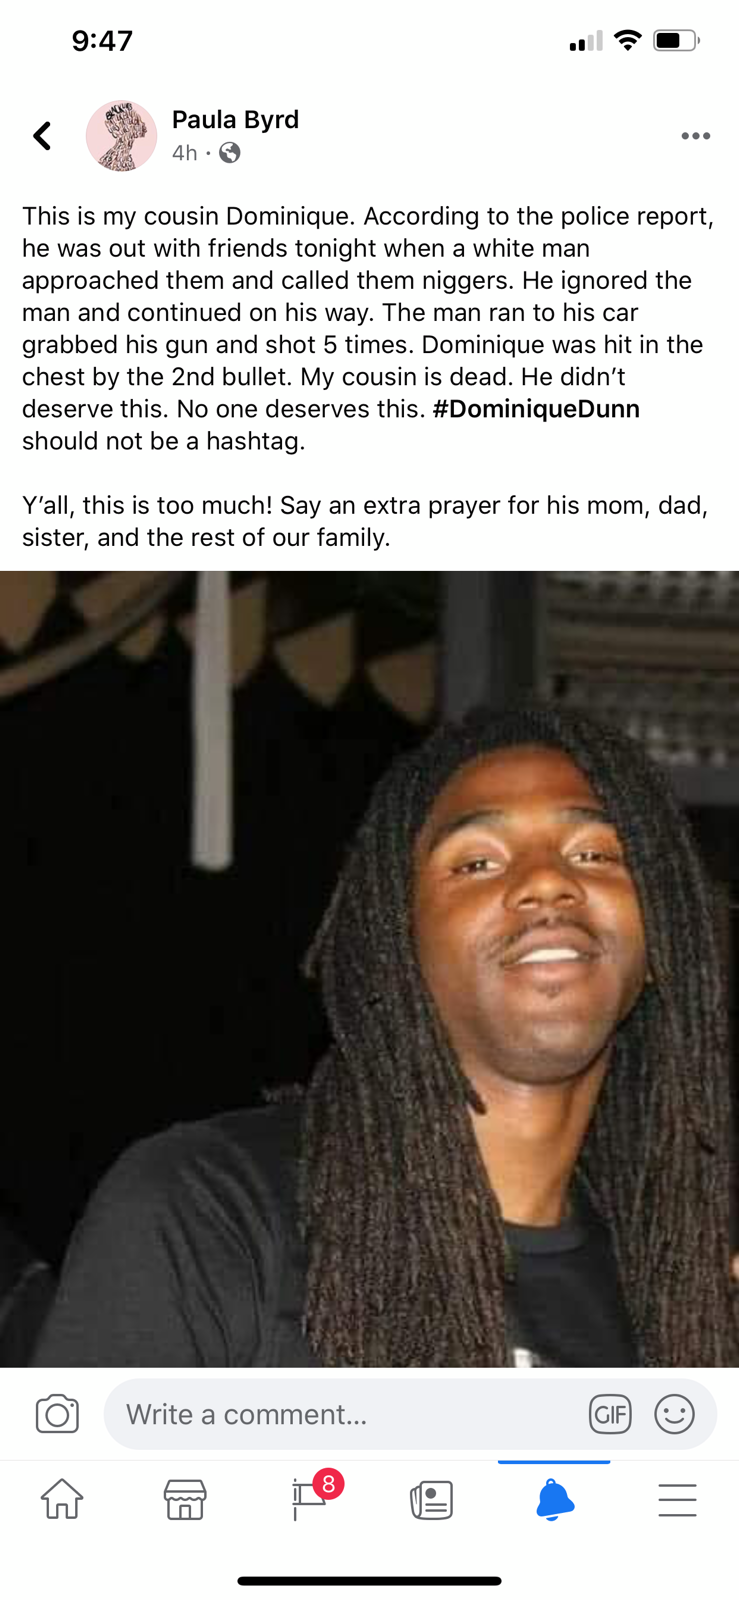 9:47
Paula Byrd
4h ·
This is my cousin Dominique. According to the police report,
he was out with friends tonight when a white man
approached them and called them niggers. He ignored the
man and continued on his way. The man ran to his car
grabbed his gun and shot 5 times. Dominique was hit in the
chest by the 2nd bullet. My cousin is dead. He didn’t
deserve this. No one deserves this. #DominiqueDunn
should not be a hashtag.
Y’all, this is too much! Say an extra prayer for his mom, dad,
sister, and the rest of our family.
Write a comment...
GIF
8